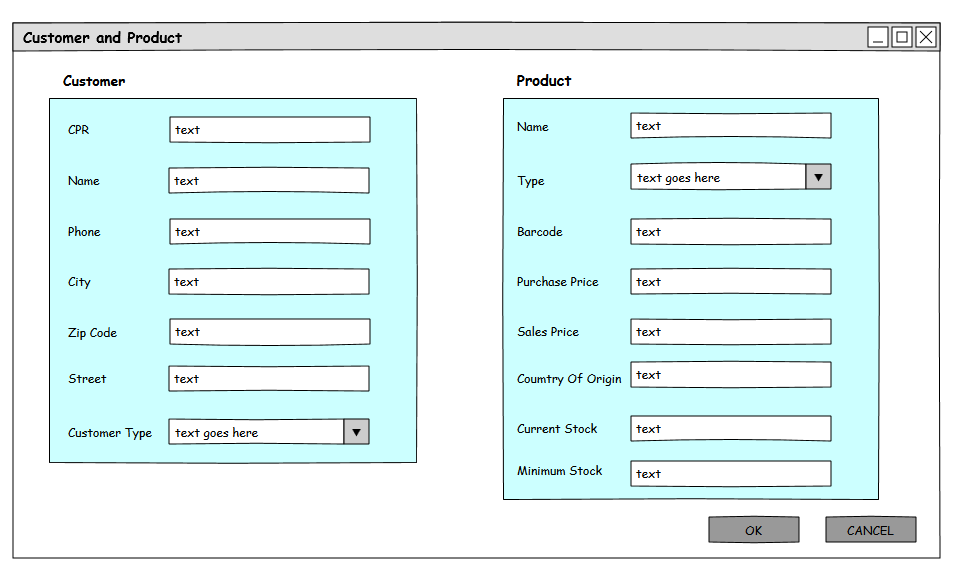 Customer and Product
Customer
CPR text
Name text
Phone text
City text
Zip Code text
Street text
Customer Type text goes here
Product
Name text
Type text goes here
Barcode text
Purchase Price text
Sales Price text
Coumtry Of Origin text
Current Stock text
Minimum Stock text
OK CANCEL